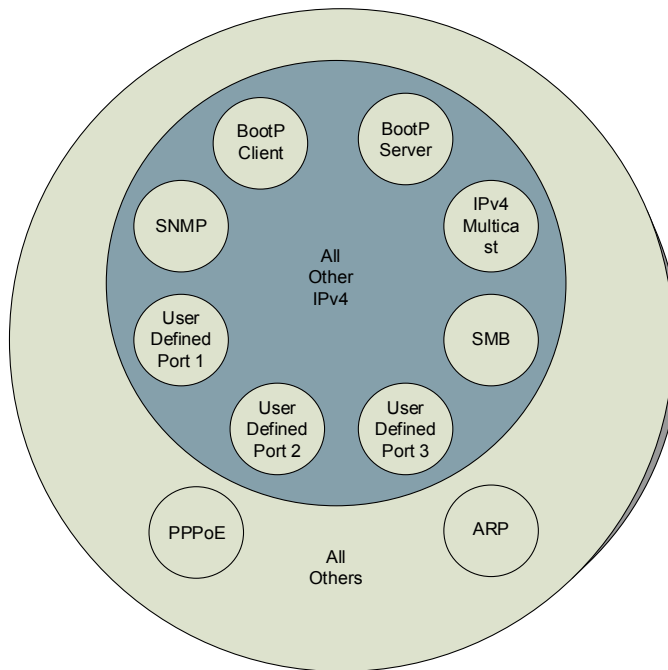 BootP
Client
BootP
Server
SNMP
IPv4
Multica
st
All
Other
IPv4
User
Defined
Port 1
SMB
User
Defined
Port 2
User
Defined
Port 3
PPPoE
ARP
All
Others